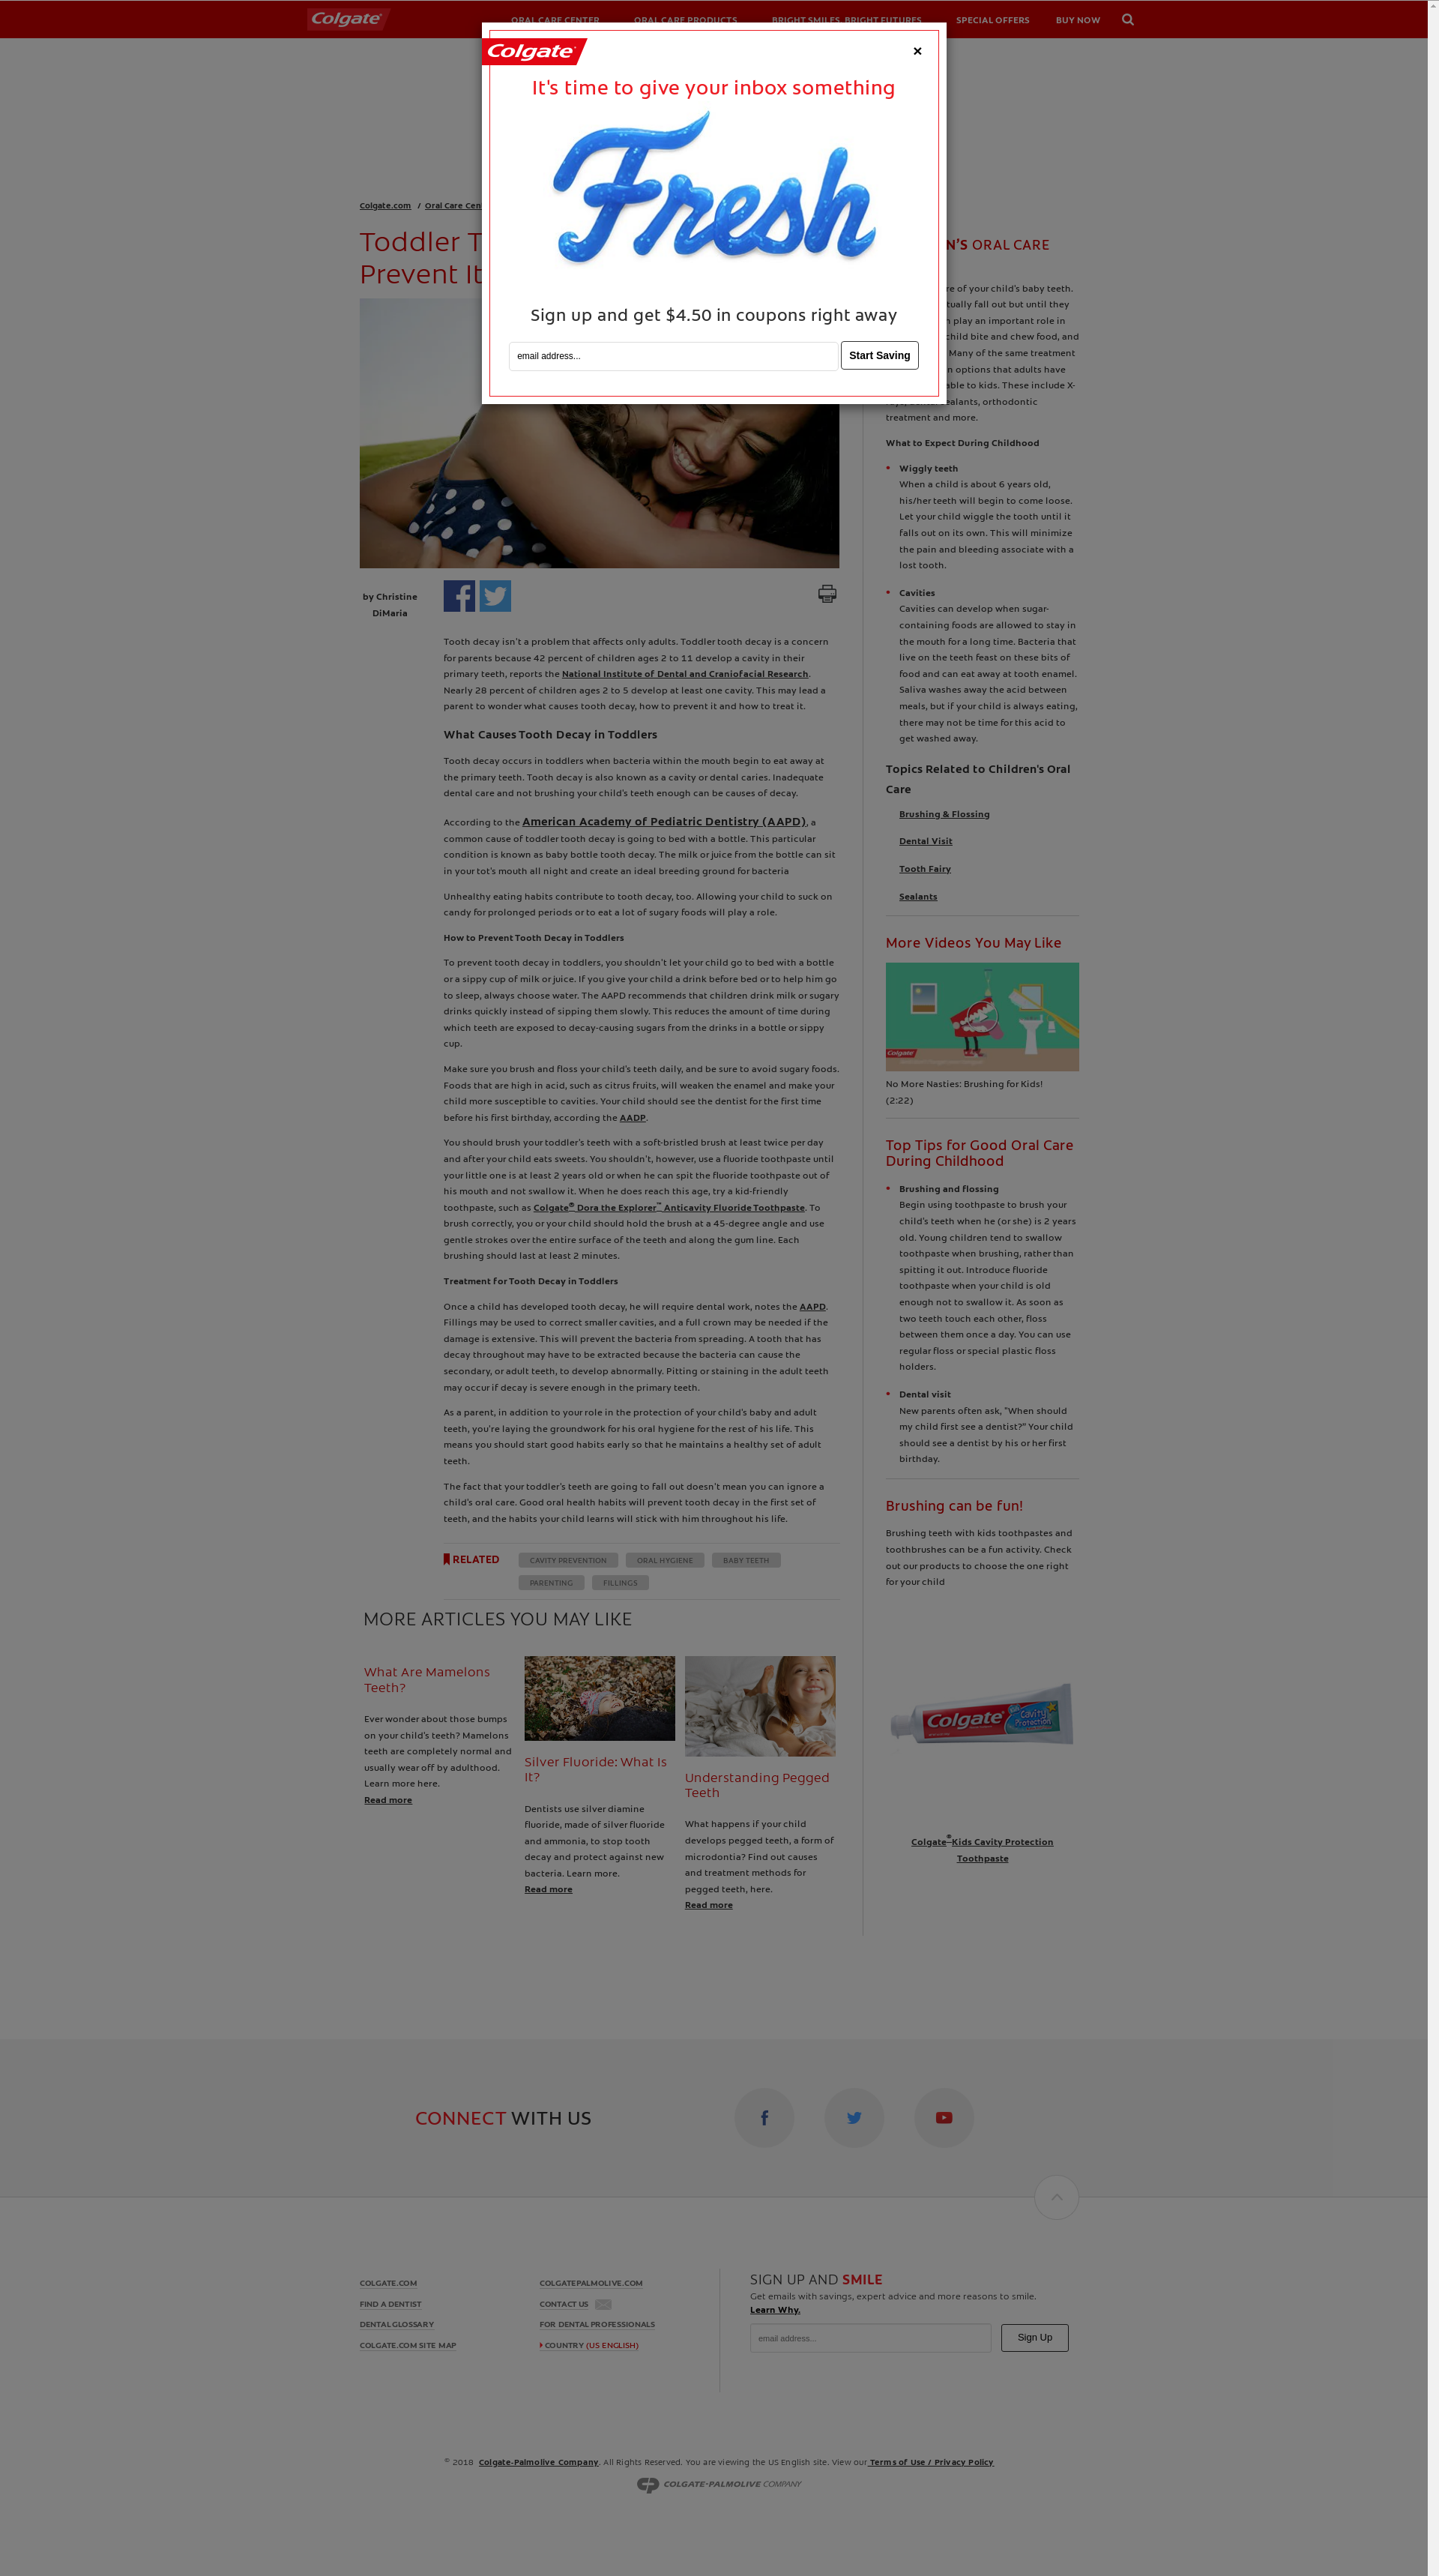 Colgate
ORAL CARE CENTER ORAL CARE PRODUCTS BRIGHT SMILES, BRIGHT FUTURES SPECIAL OFFERS BUY NOW
Colgate
×
It's time to give your inbox something
Fresh
Sign up and get $4.50 in coupons right away
email address...
Start Saving
Colgate.com / Oral Care Cen
Toddler T
Prevent It
by Christine
DiMaria
Tooth decay isn't a problem that affects only adults. Toddler tooth decay is a concern
for parents because 42 percent of children ages 2 to 11 develop a cavity in their
primary teeth, reports the National Institute of Dental and Craniofacial Research.
Nearly 28 percent of children ages 2 to 5 develop at least one cavity. This may lead a
parent to wonder what causes tooth decay, how to prevent it and how to treat it.
What Causes Tooth Decay in Toddlers
Tooth decay occurs in toddlers when bacteria within the mouth begin to eat away at
the primary teeth. Tooth decay is also known as a cavity or dental caries. Inadequate
dental care and not brushing your child's teeth enough can be causes of decay.
According to the American Academy of Pediatric Dentistry (AAPD), a
common cause of toddler tooth decay is going to bed with a bottle. This particular
condition is known as baby bottle tooth decay. The milk or juice from the bottle can sit
in your tot's mouth all night and create an ideal breeding ground for bacteria
Unhealthy eating habits contribute to tooth decay, too. Allowing your child to suck on
candy for prolonged periods or to eat a lot of sugary foods will play a role.
How to Prevent Tooth Decay in Toddlers
To prevent tooth decay in toddlers, you shouldn't let your child go to bed with a bottle
or a sippy cup of milk or juice. If you give your child a drink before bed or to help him go
to sleep, always choose water. The AAPD recommends that children drink milk or sugary
drinks quickly instead of sipping them slowly. This reduces the amount of time during
which teeth are exposed to decay-causing sugars from the drinks in a bottle or sippy
cup.
Make sure you brush and floss your child's teeth daily, and be sure to avoid sugary foods.
Foods that are high in acid, such as citrus fruits, will weaken the enamel and make your
child more susceptible to cavities. Your child should see the dentist for the first time
before his first birthday, according the AADP.
You should brush your toddler's teeth with a soft-bristled brush at least twice per day
and after your child eats sweets. You shouldn't, however, use a fluoride toothpaste until
your little one is at least 2 years old or when he can spit the fluoride toothpaste out of
his mouth and not swallow it. When he does reach this age, try a kid-friendly
toothpaste, such as Colgate® Dora the Explorer™ Anticavity Fluoride Toothpaste. To
brush correctly, you or your child should hold the brush at a 45-degree angle and use
gentle strokes over the entire surface of the teeth and along the gum line. Each
brushing should last at least 2 minutes.
Treatment for Tooth Decay in Toddlers
Once a child has developed tooth decay, he will require dental work, notes the AAPD.
Fillings may be used to correct smaller cavities, and a full crown may be needed if the
damage is extensive. This will prevent the bacteria from spreading. A tooth that has
decay throughout may have to be extracted because the bacteria can cause the
secondary, or adult teeth, to develop abnormally. Pitting or staining in the adult teeth
may occur if decay is severe enough in the primary teeth.
As a parent, in addition to your role in the protection of your child's baby and adult
teeth, you're laying the groundwork for his oral hygiene for the rest of his life. This
means you should start good habits early so that he maintains a healthy set of adult
teeth.
The fact that your toddler's teeth are going to fall out doesn't mean you can ignore a
child's oral care. Good oral health habits will prevent tooth decay in the first set of
teeth, and the habits your child learns will stick with him throughout his life.
RELATED CAVITY PREVENTION ORAL HYGIENE BABY TEETH
PARENTING FILLINGS
MORE ARTICLES YOU MAY LIKE
What Are Mamelons
Teeth?
Ever wonder about those bumps
on your child's teeth? Mamelons
teeth are completely normal and
usually wear off by adulthood.
Learn more here.
Read more
Silver Fluoride: What Is
It?
Dentists use silver diamine
fluoride, made of silver fluoride
and ammonia, to stop tooth
decay and protect against new
bacteria. Learn more.
Read more
Understanding Pegged
Teeth
What happens if your child
develops pegged teeth, a form of
microdontia? Find out causes
and treatment methods for
pegged teeth, here.
Read more
N'S ORAL CARE
re of your child's baby teeth.
tually fall out but until they
play an important role in
child bite and chew food, and
Many of the same treatment
n options that adults have
able to kids. These include X-
sealants, orthodontic
treatment and more.
What to Expect During Childhood
Wiggly teeth
When a child is about 6 years old,
his/her teeth will begin to come loose.
Let your child wiggle the tooth until it
falls out on its own. This will minimize
the pain and bleeding associate with a
lost tooth.
Cavities
Cavities can develop when sugar-
containing foods are allowed to stay in
the mouth for a long time. Bacteria that
live on the teeth feast on these bits of
food and can eat away at tooth enamel.
Saliva washes away the acid between
meals, but if your child is always eating,
there may not be time for this acid to
get washed away.
Topics Related to Children's Oral
Care
Brushing & Flossing
Dental Visit
Tooth Fairy
Sealants
More Videos You May Like
Colgate
No More Nasties: Brushing for Kids!
(2:22)
Top Tips for Good Oral Care
During Childhood
Brushing and flossing
Begin using toothpaste to brush your
child's teeth when he (or she) is 2 years
old. Young children tend to swallow
toothpaste when brushing, rather than
spitting it out. Introduce fluoride
toothpaste when your child is old
enough not to swallow it. As soon as
two teeth touch each other, floss
between them once a day. You can use
regular floss or special plastic floss
holders.
Dental visit
New parents often ask, "When should
my child first see a dentist?" Your child
should see a dentist by his or her first
birthday.
Brushing can be fun!
Brushing teeth with kids toothpastes and
toothbrushes can be a fun activity. Check
out our products to choose the one right
for your child
Colgate Cavity Protection
Colgate®Kids Cavity Protection
Toothpaste
CONNECT WITH US
COLGATE.COM
FIND A DENTIST
DENTAL GLOSSARY
COLGATE.COM SITE MAP
COLGATEPALMOLIVE.COM
CONTACT US
FOR DENTAL PROFESSIONALS
COUNTRY (US ENGLISH)
SIGN UP AND SMILE
Get emails with savings, expert advice and more reasons to smile.
Learn Why.
email address...
Sign Up
© 2018 Colgate-Palmolive Company. All Rights Reserved. You are viewing the US English site. View our Terms of Use / Privacy Policy
COLGATE-PALMOLIVE COMPANY